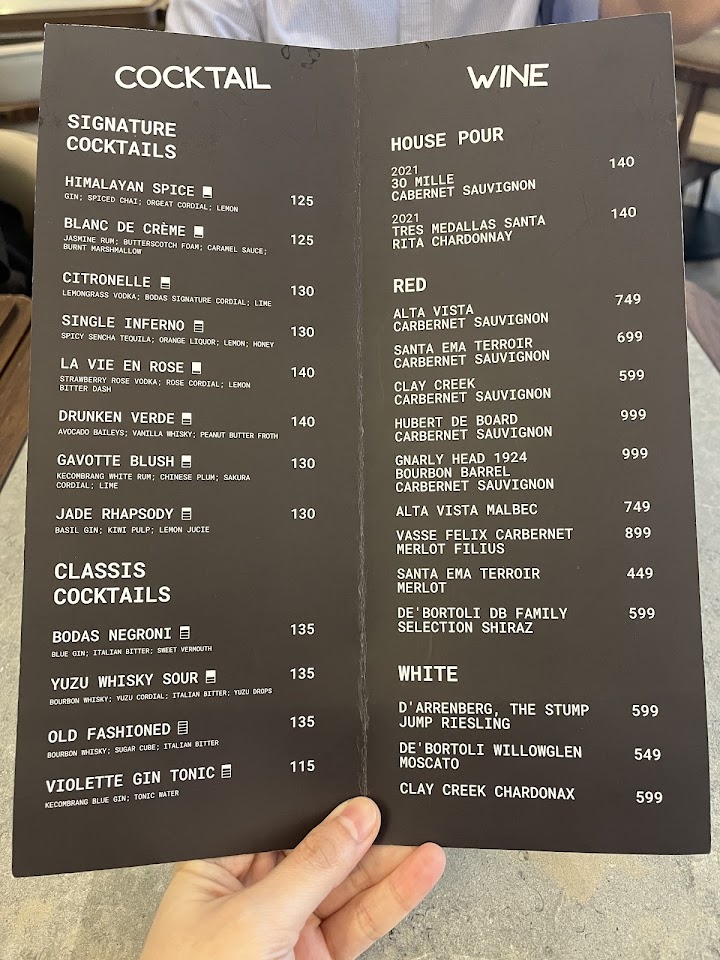 COCKTAIL
SIGNATURE
COCKTAILS
HIMALAYAN SPICE 125
GIN; SPICED CHAI; ORGEAT CORDIAL; LEMON
BLANC DE CRÈME 125
JASMINE RUM; BUTTERSCOTCH FOAM; CARAMEL SAUCE;
BURNT MARSHMALLOW
CITRONELLE 130
LEMONGRASS VODKA; BODAS SIGNATURE CORDIAL; LIME
SINGLE INFERNO 130
SPICY SENCHA TEQUILA; ORANGE LIQUOR; LEMON; HONEY
LA VIE EN ROSE 140
STRAWBERRY ROSE VODKA; ROSE CORDIAL; LEMON
BITTER DASH
DRUNKEN VERDE 140
AVOCADO BAILEYS; VANILLA WHISKY; PEANUT BUTTER FROTH
GAVOTTE BLUSH 130
KECOMBRANG WHITE RUM; CHINESE PLUM; SAKURA
CORDIAL; LIME
JADE RHAPSODY 130
BASIL GIN; KIWI PULP; LEMON JUCIE
CLASSIS
COCKTAILS
BODAS NEGRONI 135
BLUE GIN; ITALIAN BITTER; SWEET VERMOUTH
YUZU WHISKY SOUR 135
BOURBON WHISKY; YUZU CORDIAL; ITALIAN BITTER; YUZU DROPS
OLD FASHIONED 135
BOURBON WHISKY; SUGAR CUBE; ITALIAN BITTER
VIOLETTE GIN TONIC 115
KECOMBRANG BLUE GIN; TONIC WATER
WINE
HOUSE POUR
2021
30 MILLE 140
CABERNET SAUVIGNON
2021
TRES MEDALLAS SANTA 140
RITA CHARDONNAY
RED
ALTA VISTA 749
CARBERNET SAUVIGNON
SANTA EMA TERROIR 699
CARBERNET SAUVIGNON
CLAY CREEK 599
CARBERNET SAUVIGNON
HUBERT DE BOARD 999
CARBERNET SAUVIGNON
GNARLY HEAD 1924 999
BOURBON BARREL
CARBERNET SAUVIGNON
ALTA VISTA MALBEC 749
VASSE FELIX CARBERNET 899
MERLOT FILIUS
SANTA EMA TERROIR 449
MERLOT
DE'BORTOLI DB FAMILY 599
SELECTION SHIRAZ
WHITE
D'ARRENBERG, THE STUMP 599
JUMP RIESLING
DE'BORTOLI WILLOWGLEN 549
MOSCATO
CLAY CREEK CHARDONAX 599